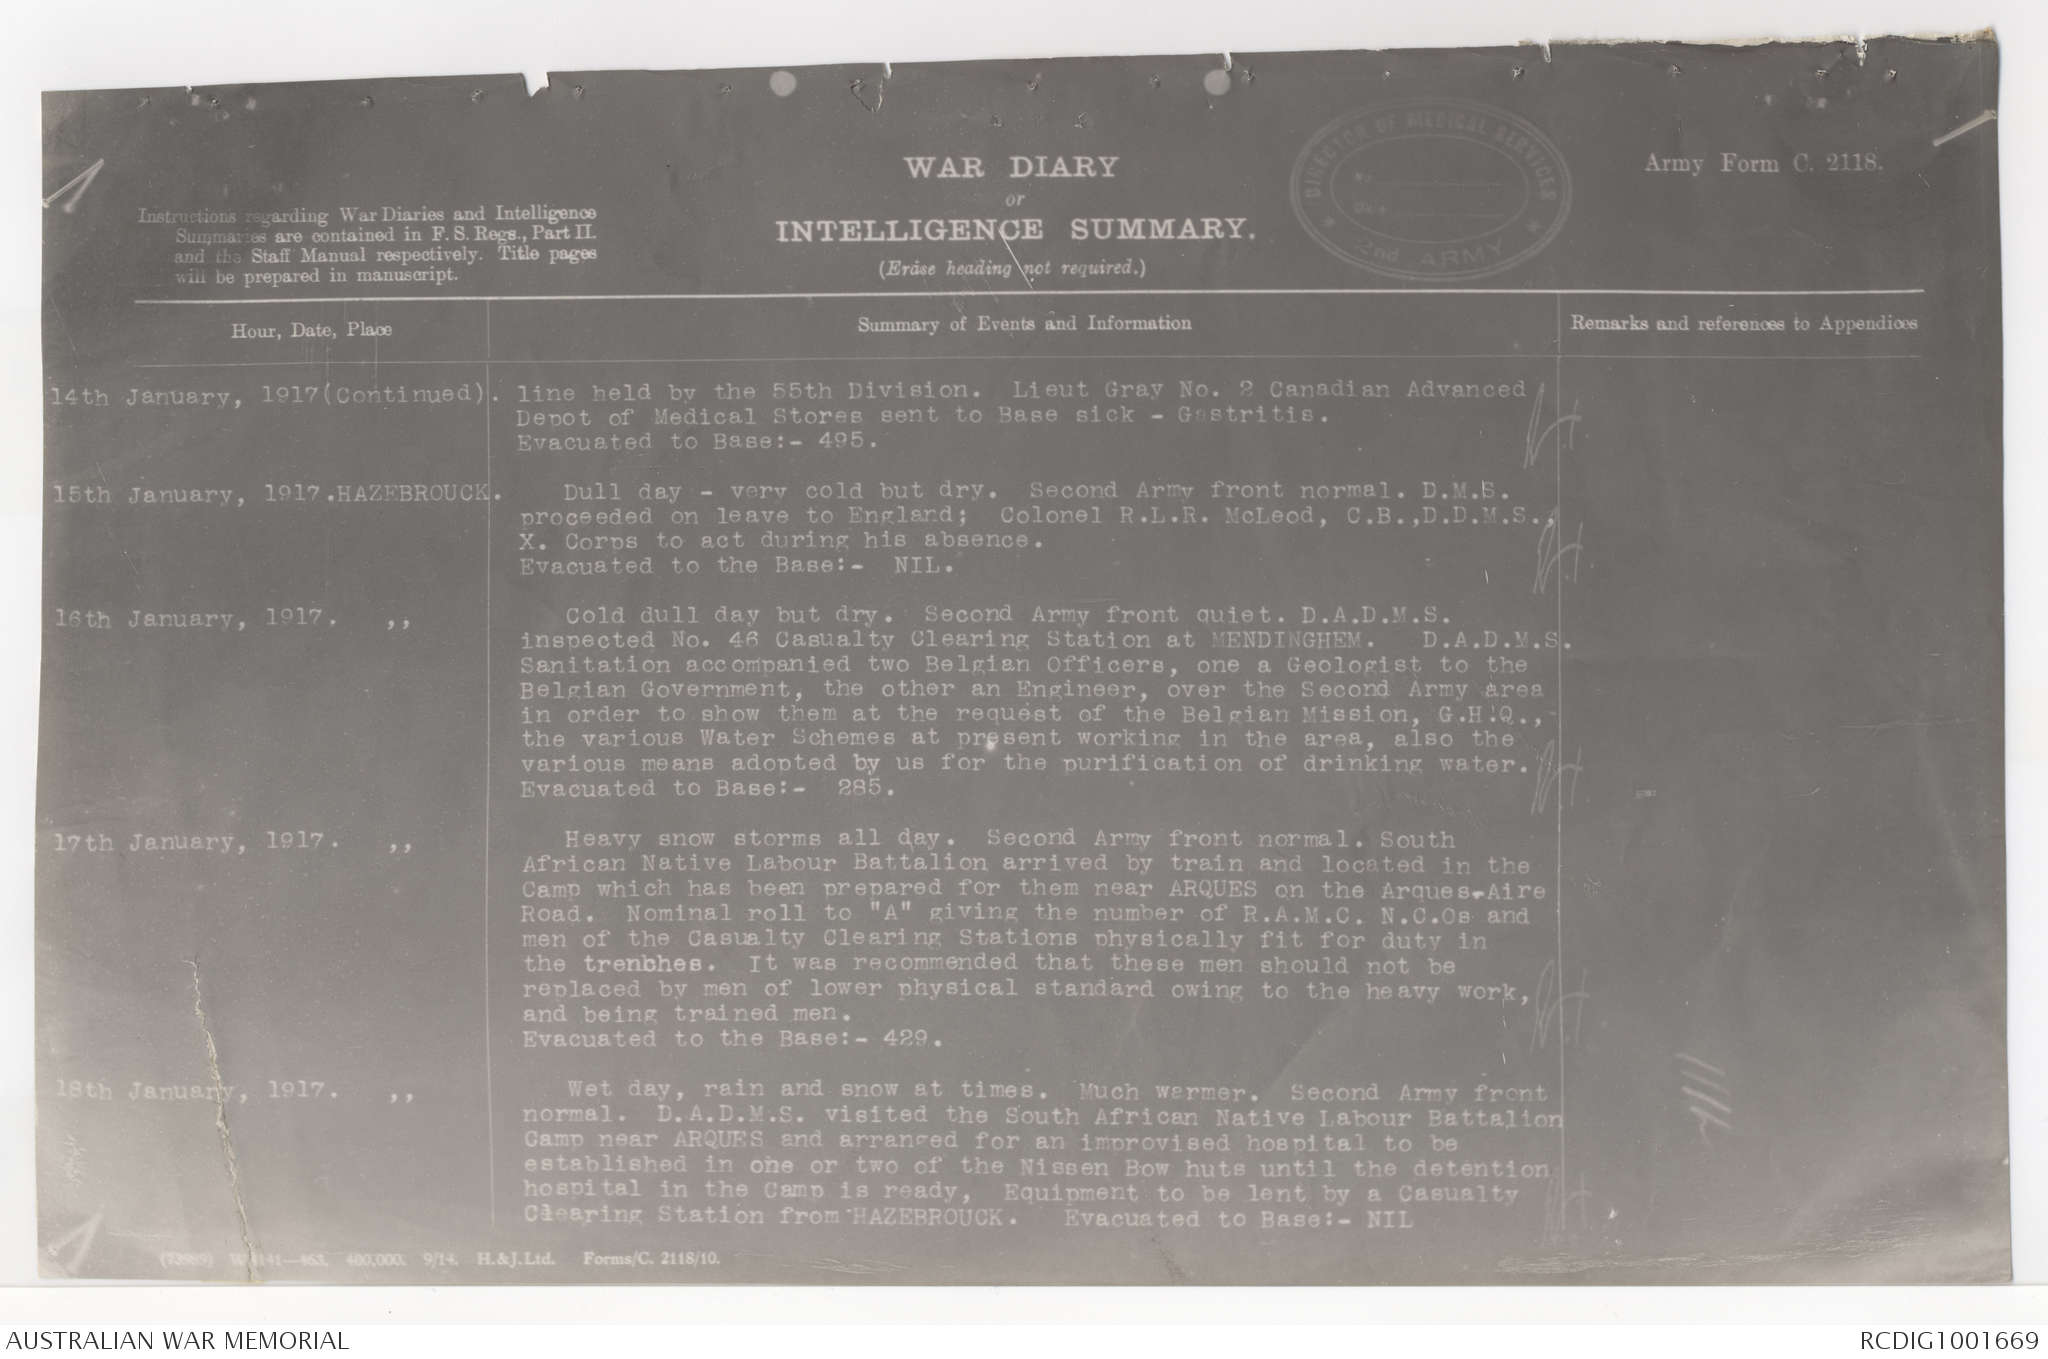 DIRECTOR OF MEDICAL SERVICES
2nd ARMY
Army Form C. 2118.
WAR DIARY
or
INTELLIGENCE SUMMARY.
(Erase heading not required.)
Instructions regarding War Diaries and Intelligence
Summaries are contained in F. S. Regs., Part II.
and the Staff Manual respectively. Title pages
will be prepared in manuscript.
Hour, Date, Place
Summary of Events and Information
Remarks and references to Appendices
14th January, 1917(Continued). line held by the 55th Division. Lieut Gray No. 2 Canadian Advanced
Depot of Medical Stores sent to Base sick - Gastritis.
Evacuated to Base:- 495.
15th January, 1917.HAZEBROUCK. Dull day - very cold but dry. Second Army front normal. D.M.S.
proceeded on leave to England; Colonel R.L.R. McLeod, C.B.,D.D.M.S.,
X. Corps to act during his absence.
Evacuated to the Base:- NIL.
16th January, 1917. ,, Cold dull day but dry. Second Army front quiet. D.A.D.M.S.
inspected No. 46 Casualty Clearing Station at MENDINGHEM. D.A.D.M.S.
Sanitation accompanied two Belgian Officers, one a Geologist to the
Belgian Government, the other an Engineer, over the Second Army area
in order to show them at the request of the Belgian Mission, G.H.Q.,
the various Water Schemes at present working in the area, also the
various means adopted by us for the purification of drinking water.
Evacuated to Base:- 285.
17th January, 1917. ,, Heavy snow storms all day. Second Army front normal. South
African Native Labour Battalion arrived by train and located in the
Camp which has been prepared for them near ARQUES on the Arques-Aire
Road. Nominal roll to "A" giving the number of R.A.M.C. N.C.Os and
men of the Casualty Clearing Stations physically fit for duty in
the trenches. It was recommended that these men should not be
replaced by men of lower physical standard owing to the heavy work,
and being trained men.
Evacuated to the Base:- 429.
18th January, 1917. ,, Wet day, rain and snow at times. Much warmer. Second Army front
normal. D.A.D.M.S. visited the South African Native Labour Battalion
Camp near ARQUES and arranged for an improvised hospital to be
established in one or two of the Nissen Bow huts until the detention
hospital in the Camp is ready, Equipment to be lent by a Casualty
Clearing Station from HAZEBROUCK. Evacuated to Base:- NIL
400,000. 9/14. H.&J.Ltd. Forms/C. 2118/10.
AUSTRALIAN WAR MEMORIAL
RCDIG1001669